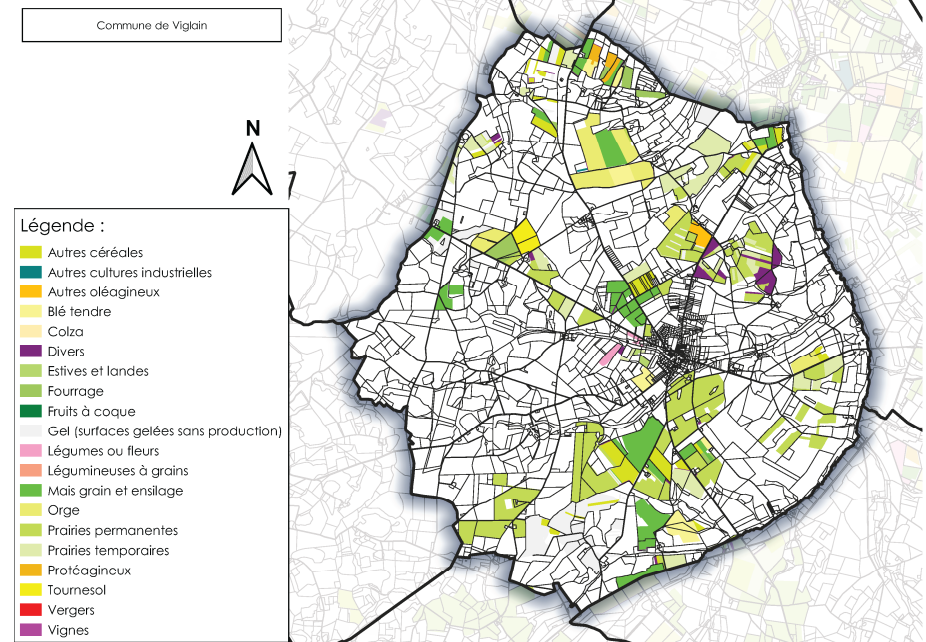 Commune de Viglain
N
Légende :
Autres céréales
Autres cultures industrielles
Autres oléagineux
Blé tendre
Colza
Divers
Estives et landes
Fourrage
Fruits à coque
Gel (surfaces gelées sans production)
Légumes ou fleurs
Légumineuses à grains
Mais grain et ensilage
Orge
Prairies permanentes
Prairies temporaires
Protéagineux
Tournesol
Vergers
Vignes